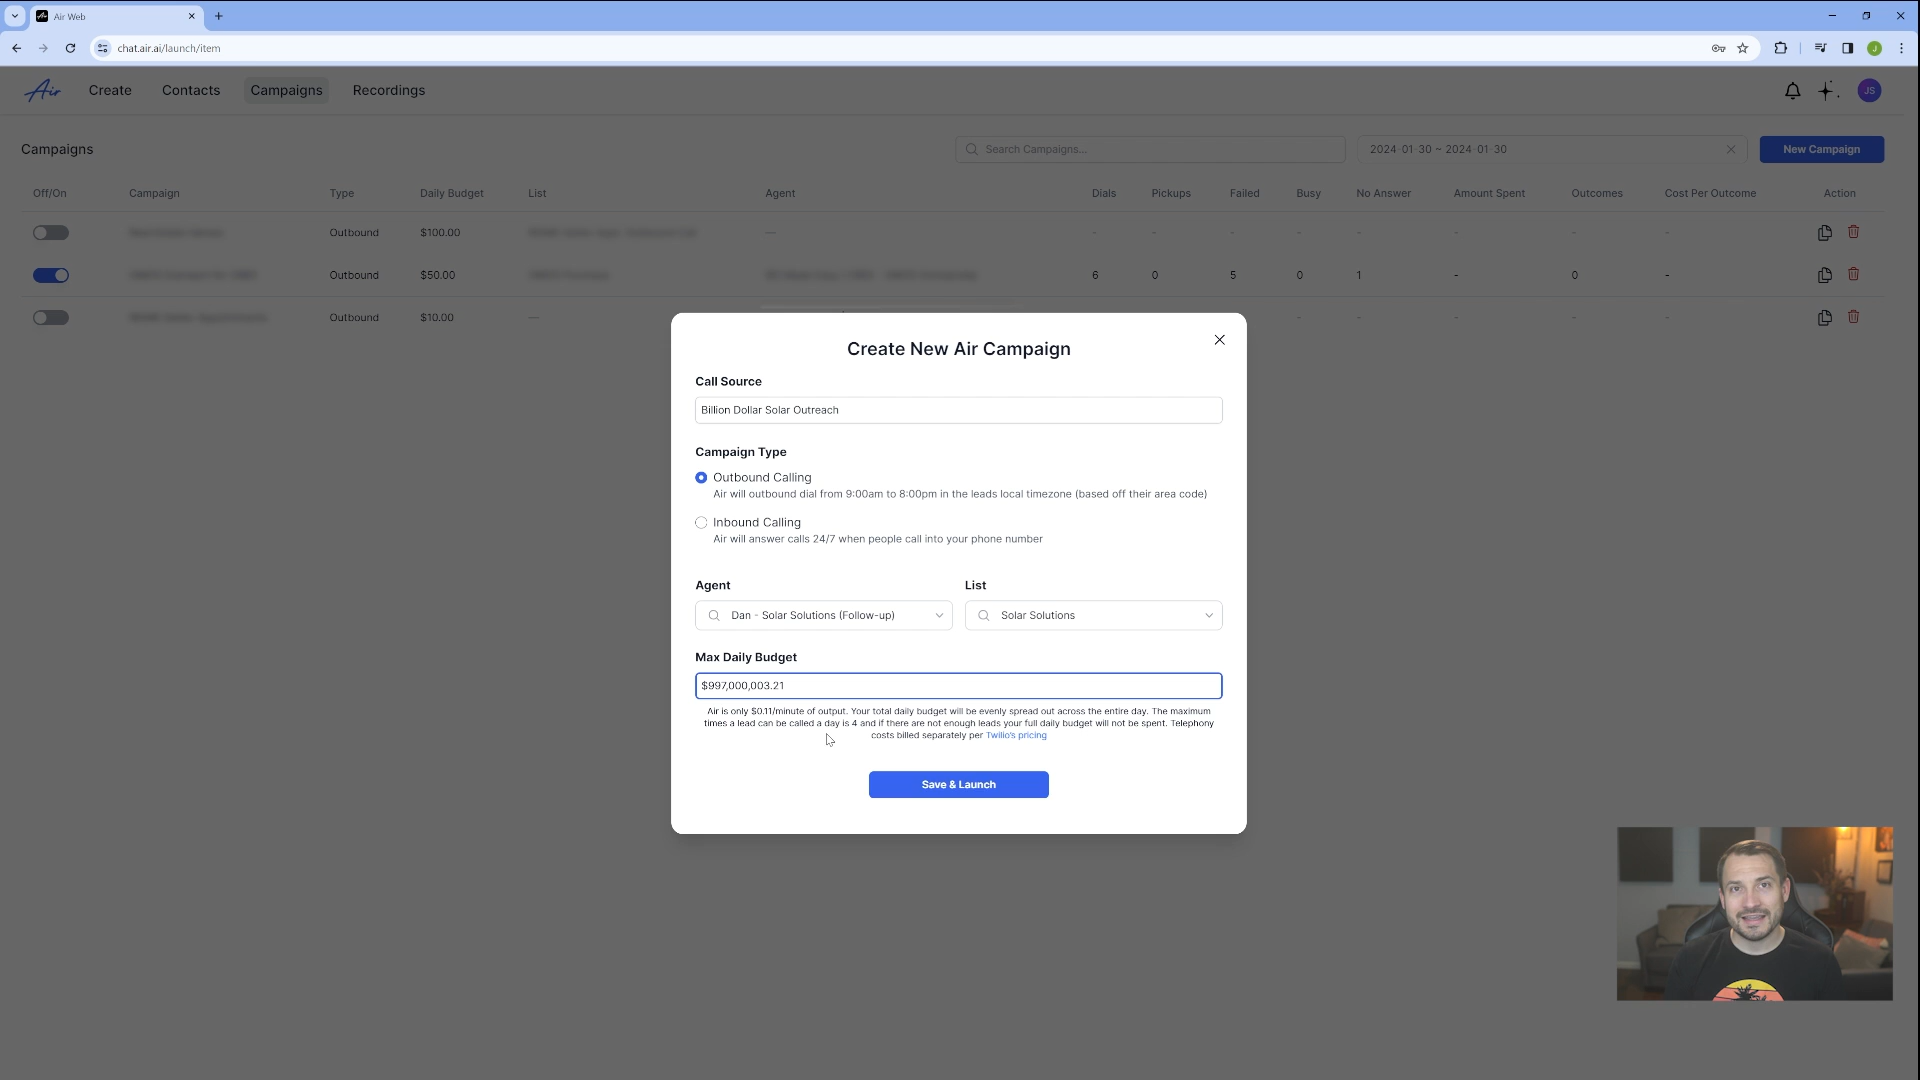 Air Web
chat.air.ai/launch/item
J
Air
Create
Contacts
Campaigns
Recordings
JS
Campaigns
Search Campaigns...
2024-01-30 ~ 2024-01-30
New Campaign
Off/On Campaign Type Daily Budget List Agent Dials Pickups Failed Busy No Answer Amount Spent Outcomes Cost Per Outcome Action
Outbound $100.00 — - - - - - - - -
Outbound $50.00 6 0 5 0 1 - 0 -
Outbound $10.00 — - - - - -
Create New Air Campaign
Call Source
Billion Dollar Solar Outreach
Campaign Type
Outbound Calling
Air will outbound dial from 9:00am to 8:00pm in the leads local timezone (based off their area code)
Inbound Calling
Air will answer calls 24/7 when people call into your phone number
Agent List
Dan - Solar Solutions (Follow-up) Solar Solutions
Max Daily Budget
$997,000,003.21
Air is only $0.11/minute of output. Your total daily budget will be evenly spread out across the entire day. The maximum
times a lead can be called a day is 4 and if there are not enough leads your full daily budget will not be spent. Telephony
costs billed separately per Twilio's pricing
Save & Launch